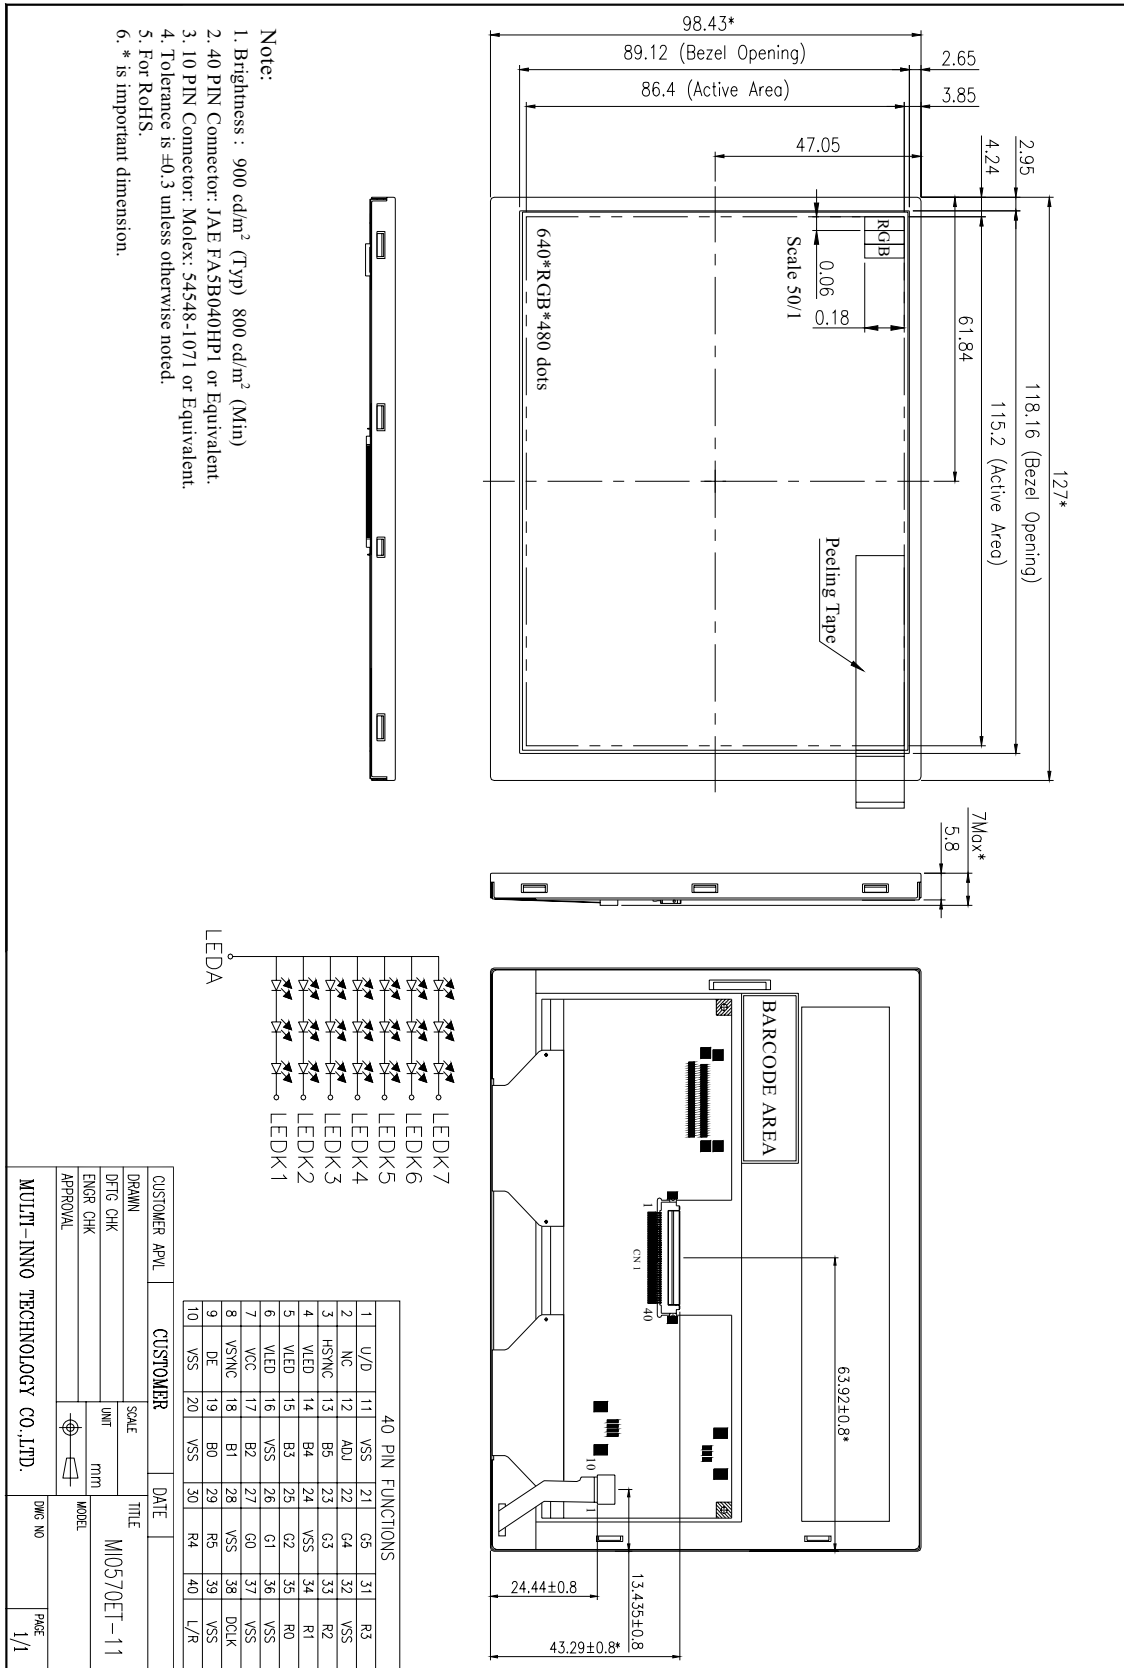 98.43*
89.12 (Bezel Opening)
86.4 (Active Area)
2.65
3.85
47.05
2.95
4.24
127*
118.16 (Bezel Opening)
115.2 (Active Area)
61.84
RGB
0.06
0.18
Scale 50/1
640*RGB*480 dots
Peeling Tape
7Max*
5.8
BARCODE AREA
1
CN 1
40
63.92±0.8*
10
1
13.435±0.8
24.44±0.8
43.29±0.8*
Note:
1. Brightness : 900 cd/m² (Typ) 800 cd/m² (Min)
2. 40 PIN Connector: JAE FA5B040HP1 or Equivalent.
3. 10 PIN Connector: Molex: 54548-1071 or Equivalent.
4. Tolerance is ±0.3 unless otherwise noted.
5. For RoHS.
6. * is important dimension.
LEDA
LEDK7
LEDK6
LEDK5
LEDK4
LEDK3
LEDK2
LEDK1
40 PIN FUNCTIONS
1 U/D 11 VSS 21 G5 31 R3
2 NC 12 ADJ 22 G4 32 VSS
3 HSYNC 13 B5 23 G3 33 R2
4 VLED 14 B4 24 VSS 34 R1
5 VLED 15 B3 25 G2 35 R0
6 VLED 16 VSS 26 G1 36 VSS
7 VCC 17 B2 27 G0 37 VSS
8 VSYNC 18 B1 28 VSS 38 DCLK
9 DE 19 B0 29 R5 39 VSS
10 VSS 20 VSS 30 R4 40 L/R
CUSTOMER APVL
CUSTOMER
DATE
DRAWN
DFTG CHK
ENGR CHK
APPROVAL
SCALE
UNIT
mm
TITLE
MI0570ET-11
MODEL
MULTI-INNO TECHNOLOGY CO.,LTD.
DWG NO
PAGE
1/1